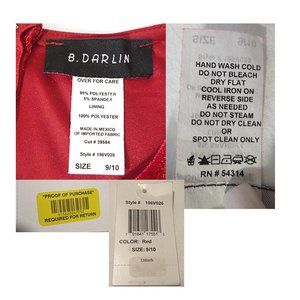 B. DARLIN
OVER FOR CARE
95% POLYESTER
5% SPANDEX
LINING
100% POLYESTER
MADE IN MEXICO
OF IMPORTED FABRIC
Cut # 39584
Style # 196V026
9/10
SIZE 9/10
HAND WASH COLD
DO NOT BLEACH
DRY FLAT
COOL IRON ON
REVERSE SIDE
AS NEEDED
DO NOT STEAM
DO NOT DRY CLEAN
OR
SPOT CLEAN ONLY
RN # 54314
"PROOF OF PURCHASE"
REQUIRED FOR RETURN
Style # 196V026
COLOR: Red
SIZE: 9/10